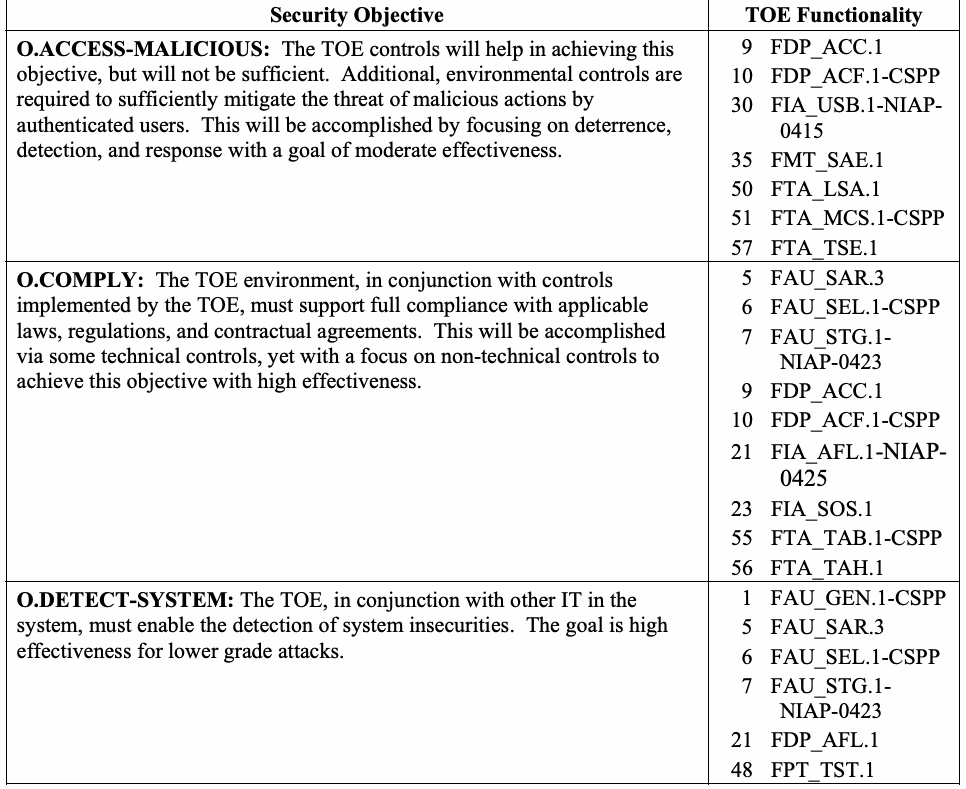 Security Objective
TOE Functionality
O.ACCESS-MALICIOUS: The TOE controls will help in achieving this
objective, but will not be sufficient. Additional, environmental controls are
required to sufficiently mitigate the threat of malicious actions by
authenticated users. This will be accomplished by focusing on deterrence,
detection, and response with a goal of moderate effectiveness.
9 FDP_ACC.1
10 FDP_ACF.1-CSPP
30 FIA_USB.1-NIAP-
0415
35 FMT_SAE.1
50 FTA_LSA.1
51 FTA_MCS.1-CSPP
57 FTA_TSE.1
O.COMPLY: The TOE environment, in conjunction with controls
implemented by the TOE, must support full compliance with applicable
laws, regulations, and contractual agreements. This will be accomplished
via some technical controls, yet with a focus on non-technical controls to
achieve this objective with high effectiveness.
5 FAU_SAR.3
6 FAU_SEL.1-CSPP
7 FAU_STG.1-
NIAP-0423
9 FDP_ACC.1
10 FDP_ACF.1-CSPP
21 FIA_AFL.1-NIAP-
0425
23 FIA_SOS.1
55 FTA_TAB.1-CSPP
56 FTA_TAH.1
O.DETECT-SYSTEM: The TOE, in conjunction with other IT in the
system, must enable the detection of system insecurities. The goal is high
effectiveness for lower grade attacks.
1 FAU_GEN.1-CSPP
5 FAU_SAR.3
6 FAU_SEL.1-CSPP
7 FAU_STG.1-
NIAP-0423
21 FDP_AFL.1
48 FPT_TST.1